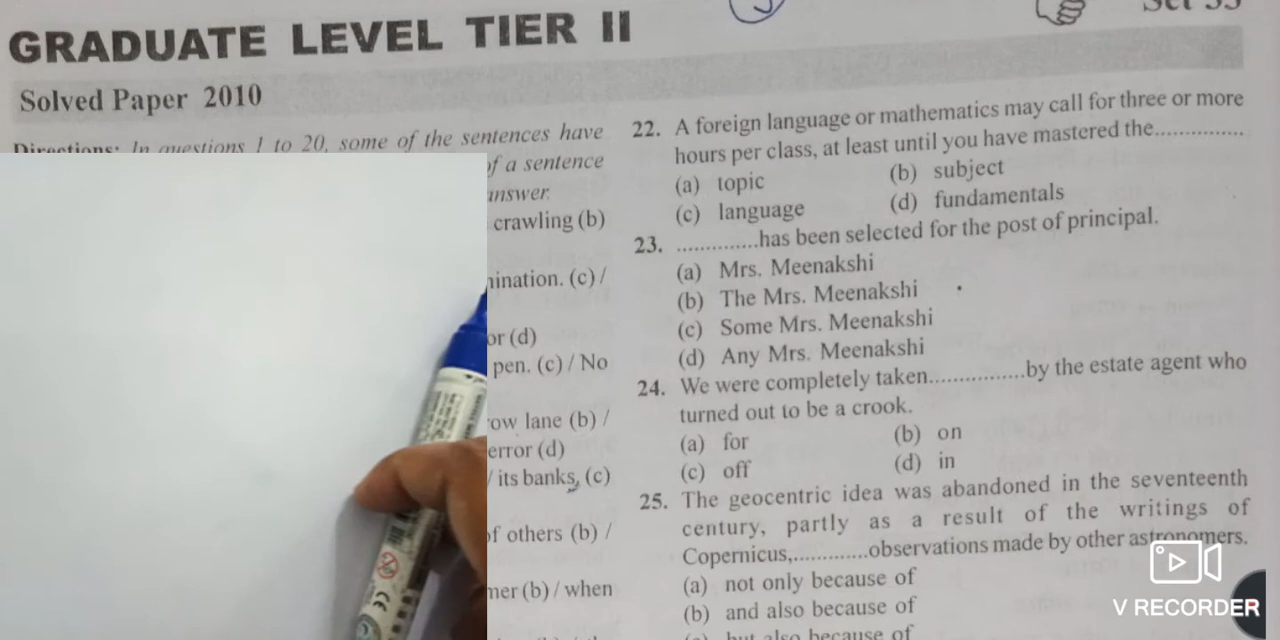 GRADUATE LEVEL TIER II
Solved Paper 2010
Directions: In questions 1 to 20, some of the sentences have
of a sentence
answer.
crawling (b)
ination. (c) /
or (d)
pen. (c) / No
row lane (b) /
error (d)
/ its banks, (c)
of others (b) /
(b) / when
22. A foreign language or mathematics may call for three or more
hours per class, at least until you have mastered the...............
(a) topic (b) subject
(c) language (d) fundamentals
23. ..............has been selected for the post of principal.
(a) Mrs. Meenakshi
(b) The Mrs. Meenakshi
(c) Some Mrs. Meenakshi
(d) Any Mrs. Meenakshi
24. We were completely taken................by the estate agent who
turned out to be a crook.
(a) for (b) on
(c) off (d) in
25. The geocentric idea was abandoned in the seventeenth
century, partly as a result of the writings of
Copernicus,.............observations made by other astronomers.
(a) not only because of
(b) and also because of
but also because of
V RECORDER